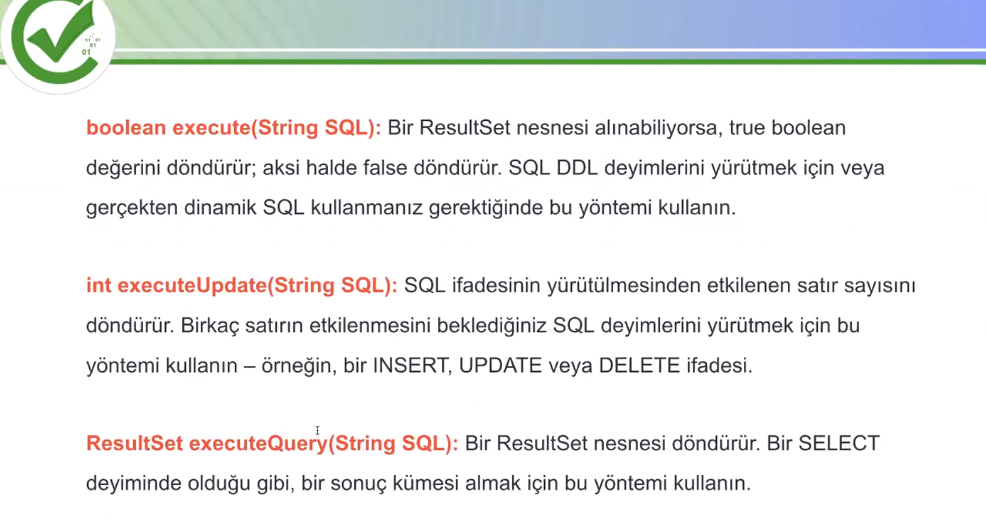 01 01
01
01
boolean execute(String SQL): Bir ResultSet nesnesi alınabiliyorsa, true boolean
değerini döndürür; aksi halde false döndürür. SQL DDL deyimlerini yürütmek için veya
gerçekten dinamik SQL kullanmanız gerektiğinde bu yöntemi kullanın.
int executeUpdate(String SQL): SQL ifadesinin yürütülmesinden etkilenen satır sayısını
döndürür. Birkaç satırın etkilenmesini beklediğiniz SQL deyimlerini yürütmek için bu
yöntemi kullanın – örneğin, bir INSERT, UPDATE veya DELETE ifadesi.
ResultSet executeQuery(String SQL): Bir ResultSet nesnesi döndürür. Bir SELECT
deyiminde olduğu gibi, bir sonuç kümesi almak için bu yöntemi kullanın.